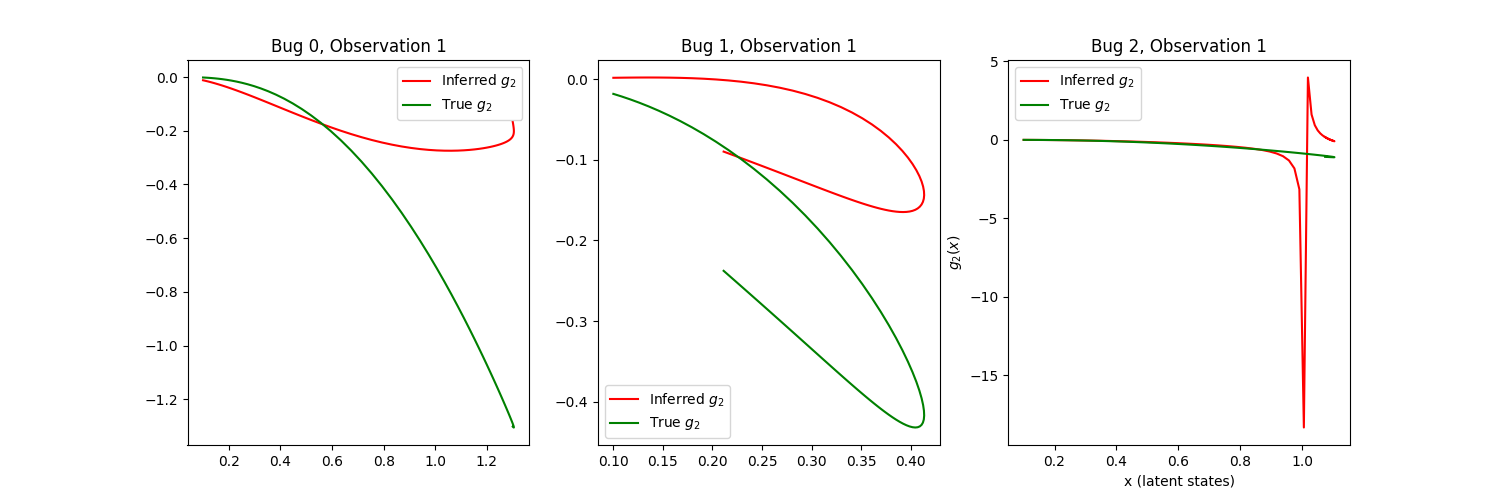 Bug 0, Observation 1
Inferred g₂
True g₂
0.0
−0.2
−0.4
−0.6
−0.8
−1.0
−1.2
0.2 0.4 0.6 0.8 1.0 1.2
Bug 1, Observation 1
0.0
−0.1
−0.2
−0.3
−0.4
Inferred g₂
True g₂
0.10 0.15 0.20 0.25 0.30 0.35 0.40
Bug 2, Observation 1
Inferred g₂
True g₂
g₂(x)
5
0
−5
−10
−15
0.2 0.4 0.6 0.8 1.0
x (latent states)